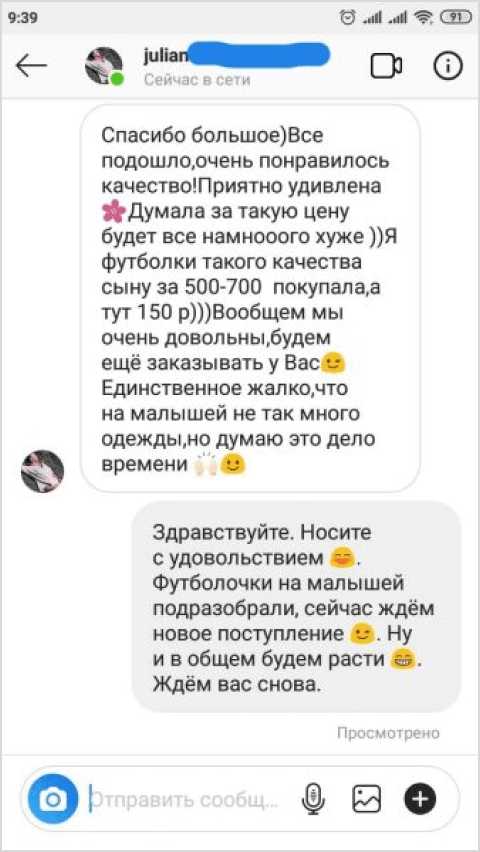 9:39
91
julian
Сейчас в сети
Спасибо большое)Все
подошло,очень понравилось
качество!Приятно удивлена
🌸Думала за такую цену
будет все намнооого хуже ))Я
футболки такого качества
сыну за 500-700 покупала,а
тут 150 р)))Вообщем мы
очень довольны,будем
ещё заказывать у Вас😉
Единственное жалко,что
на малышей не так много
одежды,но думаю это дело
времени 🙌🏻🙂
Здравствуйте. Носите
с удовольствием 😄.
Футболочки на малышей
подразобрали, сейчас ждём
новое поступление 😉. Ну
и в общем будем расти 😁.
Ждём вас снова.
Просмотрено
Отправить сообщ...